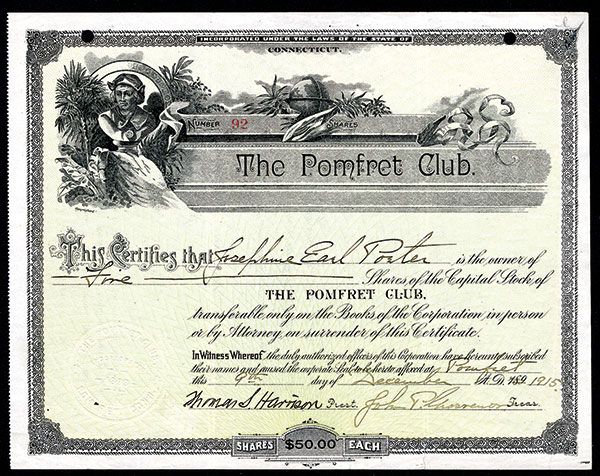 INCORPORATED UNDER THE LAWS OF THE STATE OF
CONNECTICUT.
NUMBER 92 SHARES
The Pomfret Club.
This Certifies that Josephine Earl Porter is the owner of
Five Shares of the Capital Stock of
THE POMFRET CLUB,
transferable only on the Books of the Corporation, in person
or by Attorney, on surrender of this Certificate.
In Witness Whereof the duly authorized officers of this Corporation have hereunto subscribed
their names and caused the corporate Seal to be hereto affixed at Pomfret
this 9th day of December A.D. 1915
Thomas S. Harrison Prest. John P. Grosvenor Treas.
SHARES $50.00 EACH